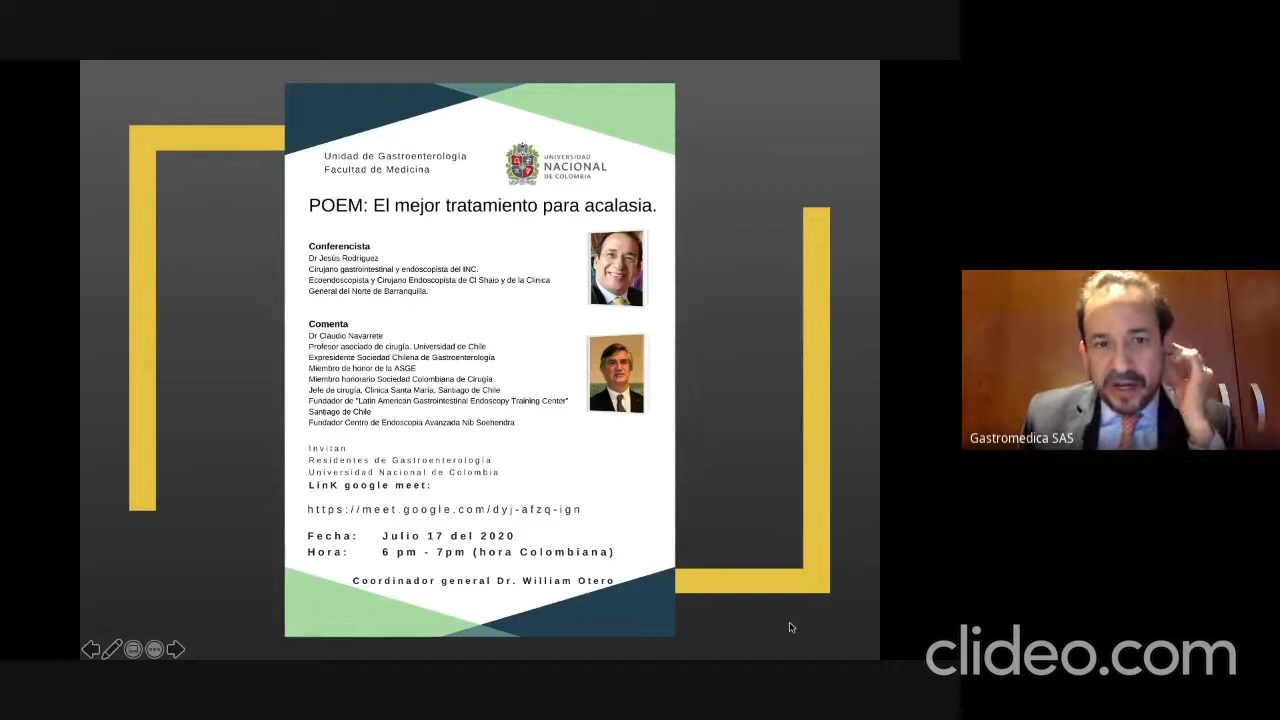 Unidad de Gastroenterología
Facultad de Medicina
UNIVERSIDAD
NACIONAL
DE COLOMBIA
POEM: El mejor tratamiento para acalasia.
Conferencista
Dr Jesús Rodriguez
Cirujano gastrointestinal y endoscopista del INC.
Ecoendoscopista y Cirujano Endoscopista de Cl Shaio y de la Clinica
General del Norte de Barranquilla.
Comenta
Dr Claudio Navarrete
Profesor asociado de cirugía. Universidad de Chile
Expresidente Sociedad Chilena de Gastroenterología
Miembro de honor de la ASGE
Miembro honorario Sociedad Colombiana de Cirugía
Jefe de cirugía, Clinica Santa Maria, Santiago de Chile
Fundador de "Latin American Gastrointestinal Endoscopy Training Center"
Santiago de Chile
Fundador Centro de Endoscopia Avanzada Nib Soehendra
Invitan
Residentes de Gastroenterología
Universidad Nacional de Colombia
LinK google meet:
https://meet.google.com/dyj-afzq-ign
Fecha: Julio 17 del 2020
Hora: 6 pm - 7pm (hora Colombiana)
Coordinador general Dr. William Otero
Gastromedica SAS
clideo.com